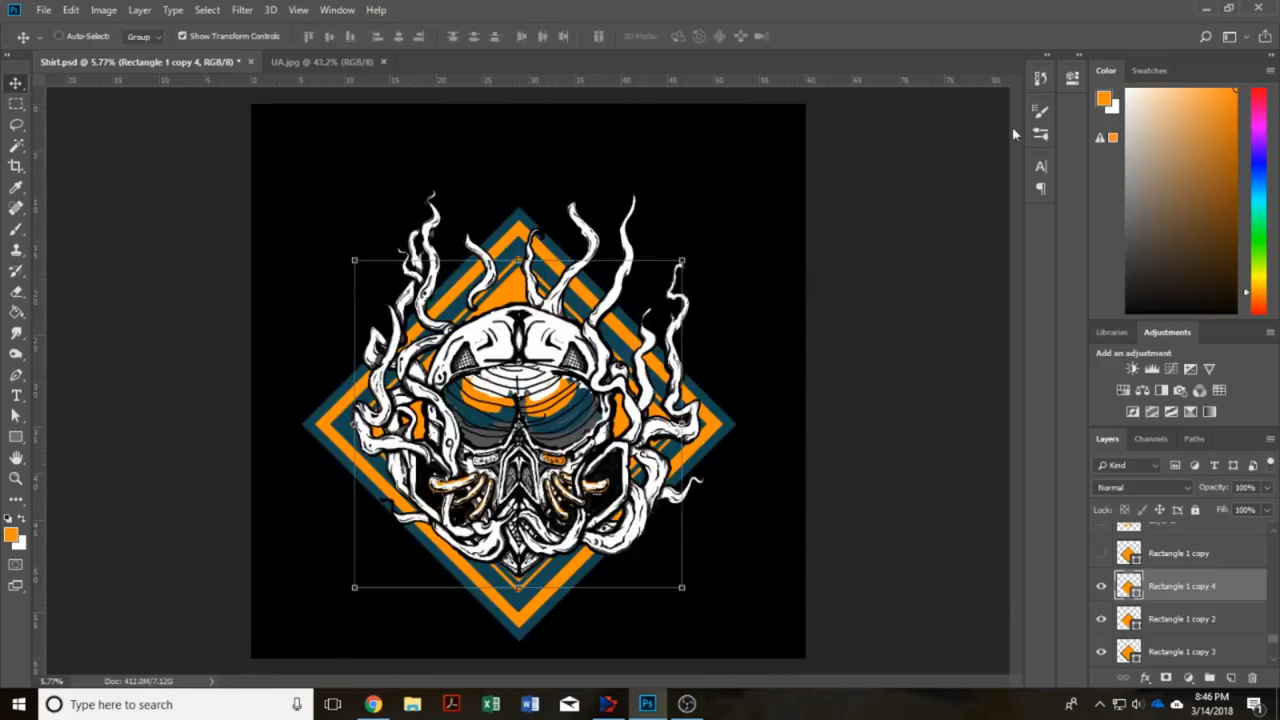 Ps File Edit Image Layer Type Select Filter 3D View Window Help
Auto-Select: Group Show Transform Controls 3D Mode:
Shirt.psd @ 5.77% (Rectangle 1 copy 4, RGB/8) * × UA.jpg @ 43.2% (RGB/8) ×
Color Swatches
Libraries Adjustments
Add an adjustment
Layers Channels Paths
Kind
Normal Opacity: 100%
Lock: Fill: 100%
Rectangle 1 copy
Rectangle 1 copy 4
Rectangle 1 copy 2
Rectangle 1 copy 3
5.77% Doc: 412.0M/7.12G
Type here to search
8:46 PM
3/14/2018